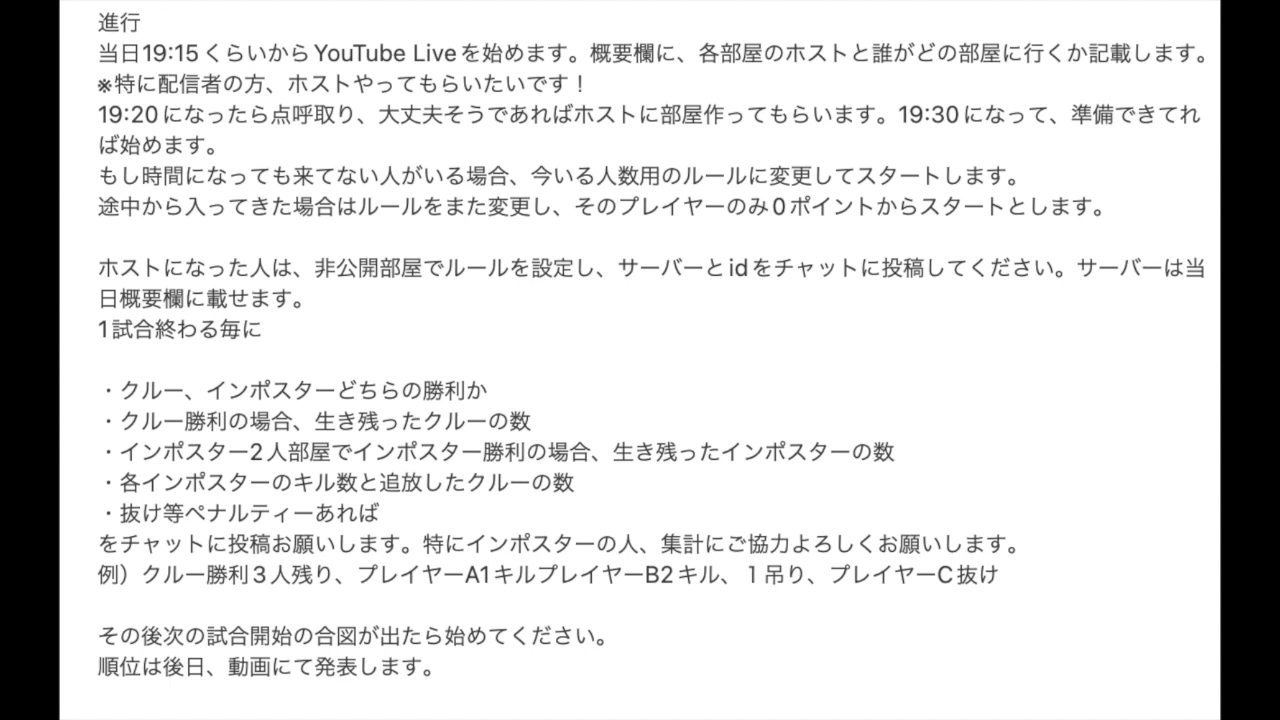 進行
当日19:15くらいからYouTube Liveを始めます。概要欄に、各部屋のホストと誰がどの部屋に行くか記載します。
※特に配信者の方、ホストやってもらいたいです！
19:20になったら点呼取り、大丈夫そうであればホストに部屋作ってもらいます。19:30になって、準備できてれ
ば始めます。
もし時間になっても来てない人がいる場合、今いる人数用のルールに変更してスタートします。
途中から入ってきた場合はルールをまた変更し、そのプレイヤーのみ0ポイントからスタートとします。
ホストになった人は、非公開部屋でルールを設定し、サーバーとidをチャットに投稿してください。サーバーは当
日概要欄に載せます。
1試合終わる毎に
・クルー、インポスターどちらの勝利か
・クルー勝利の場合、生き残ったクルーの数
・インポスター2人部屋でインポスター勝利の場合、生き残ったインポスターの数
・各インポスターのキル数と追放したクルーの数
・抜け等ペナルティーあれば
をチャットに投稿お願いします。特にインポスターの人、集計にご協力よろしくお願いします。
例）クルー勝利3人残り、プレイヤーA1キルプレイヤーB2キル、１吊り、プレイヤーC抜け
その後次の試合開始の合図が出たら始めてください。
順位は後日、動画にて発表します。